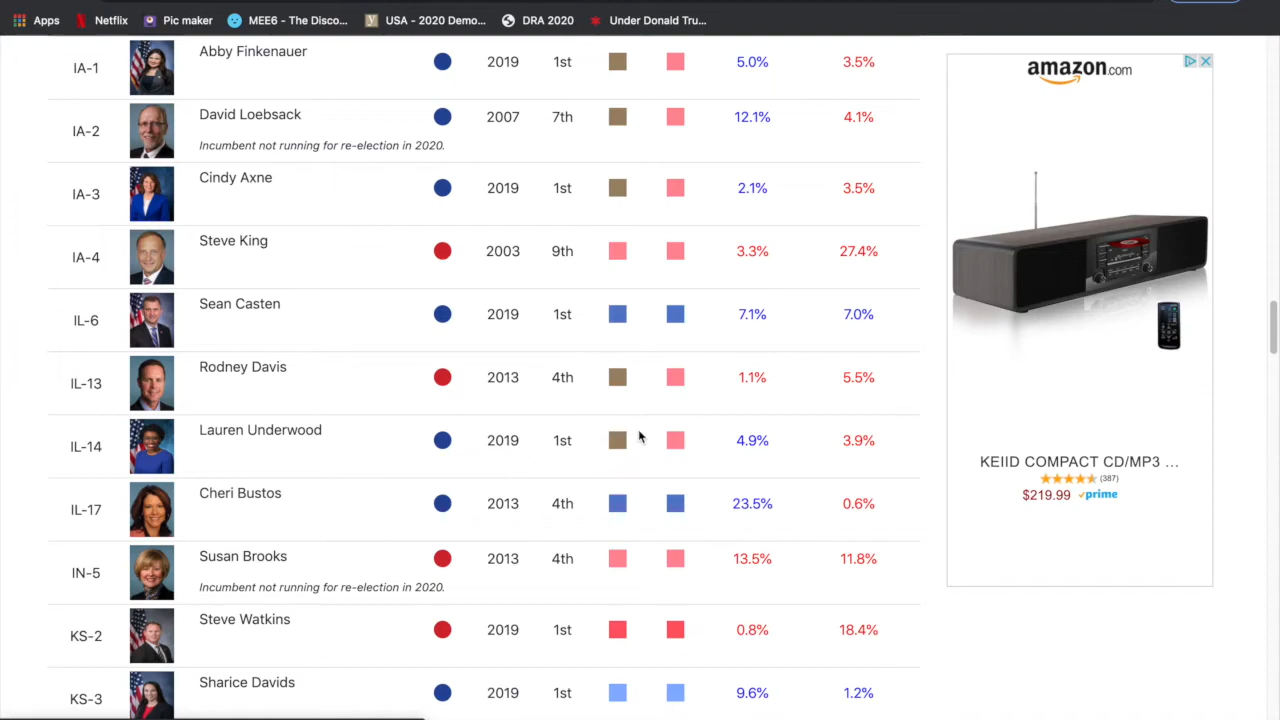 Apps Netflix Pic maker MEE6 - The Disco... USA - 2020 Demo... DRA 2020 Under Donald Tru...
IA-1 Abby Finkenauer 2019 1st 5.0% 3.5%
IA-2 David Loebsack 2007 7th 12.1% 4.1%
Incumbent not running for re-election in 2020.
IA-3 Cindy Axne 2019 1st 2.1% 3.5%
IA-4 Steve King 2003 9th 3.3% 27.4%
IL-6 Sean Casten 2019 1st 7.1% 7.0%
IL-13 Rodney Davis 2013 4th 1.1% 5.5%
IL-14 Lauren Underwood 2019 1st 4.9% 3.9%
IL-17 Cheri Bustos 2013 4th 23.5% 0.6%
IN-5 Susan Brooks 2013 4th 13.5% 11.8%
Incumbent not running for re-election in 2020.
KS-2 Steve Watkins 2019 1st 0.8% 18.4%
KS-3 Sharice Davids 2019 1st 9.6% 1.2%
amazon.com
KEIID COMPACT CD/MP3 ...
(387)
$219.99 prime